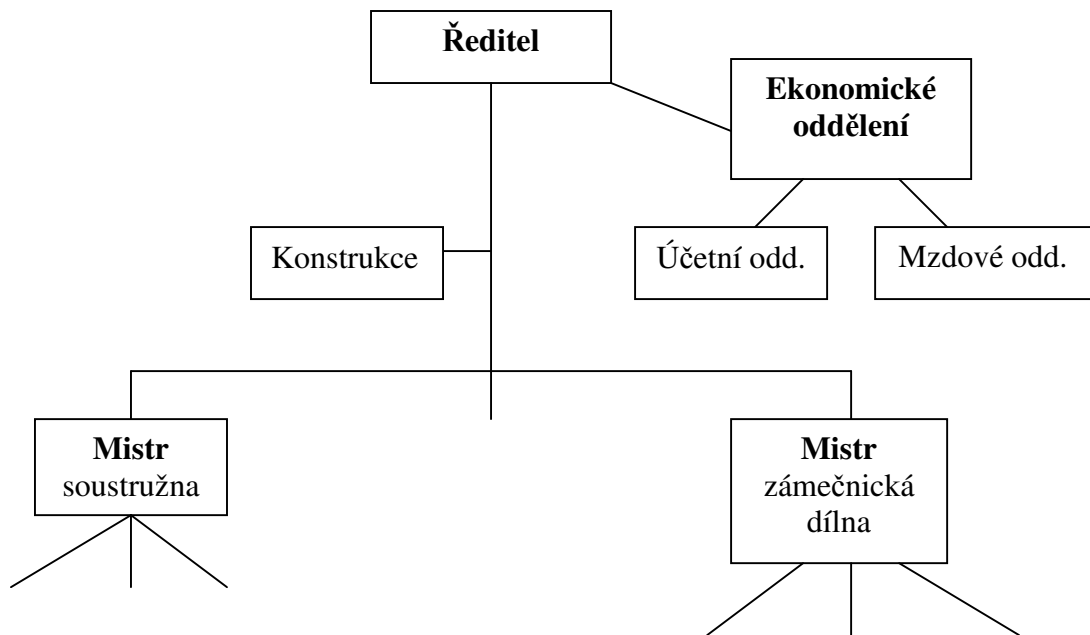 Ředitel
Ekonomické
oddělení
Konstrukce
Účetní odd.
Mzdové odd.
Mistr
soustružna
Mistr
zámečnická
dílna